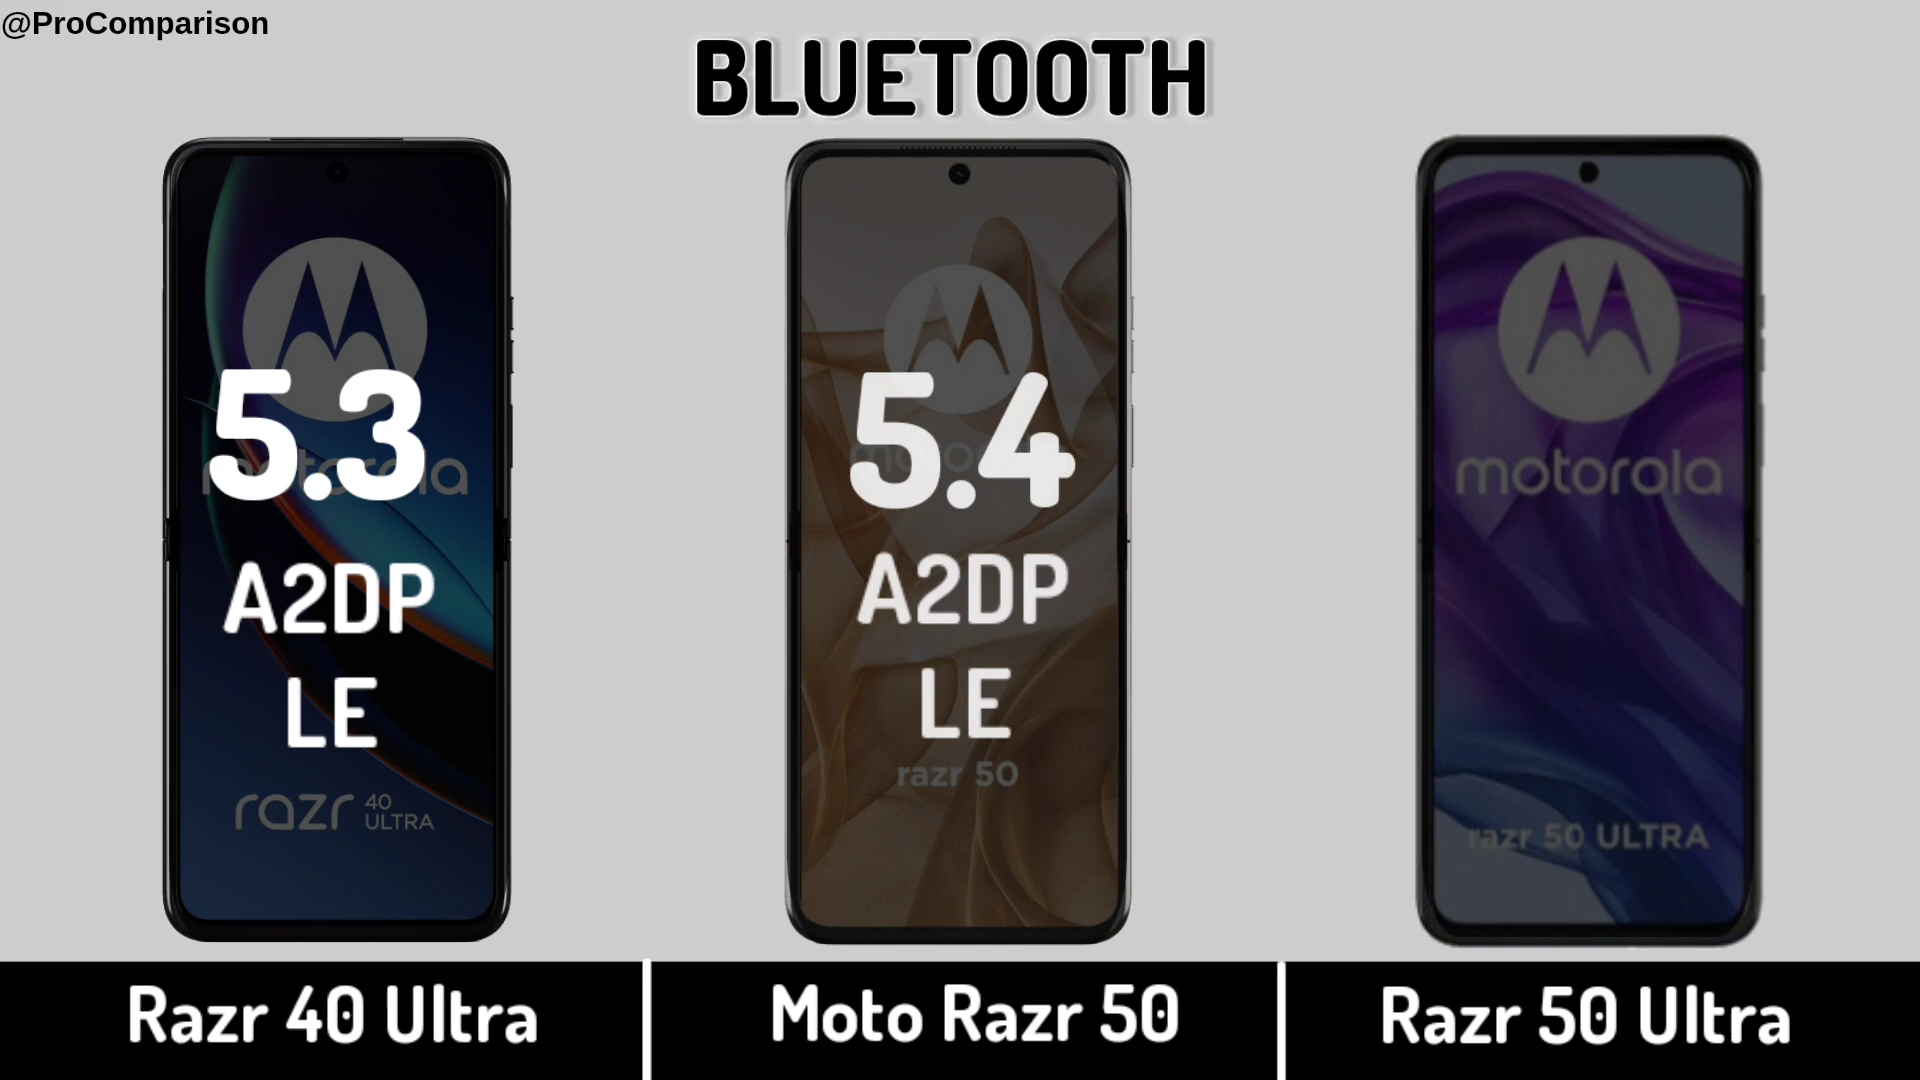 @ProComparison
BLUETOOTH
5.3
A2DP
LE
motorola
razr 40 ULTRA
5.4
A2DP
LE
razr 50
motorola
razr 50 ULTRA
Razr 40 Ultra
Moto Razr 50
Razr 50 Ultra